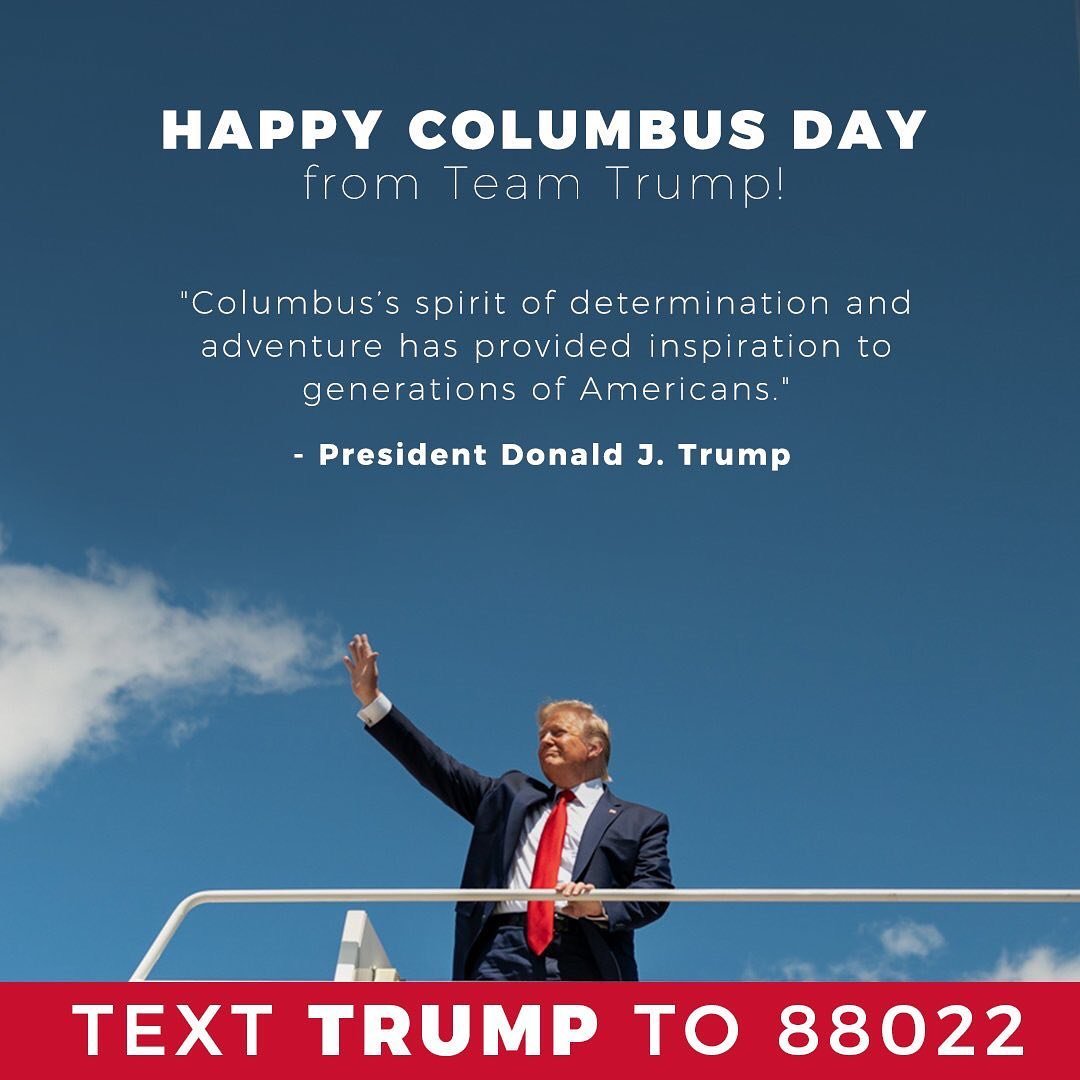 HAPPY COLUMBUS DAY
from Team Trump!
"Columbus’s spirit of determination and
adventure has provided inspiration to
generations of Americans."
- President Donald J. Trump
TEXT TRUMP TO 88022